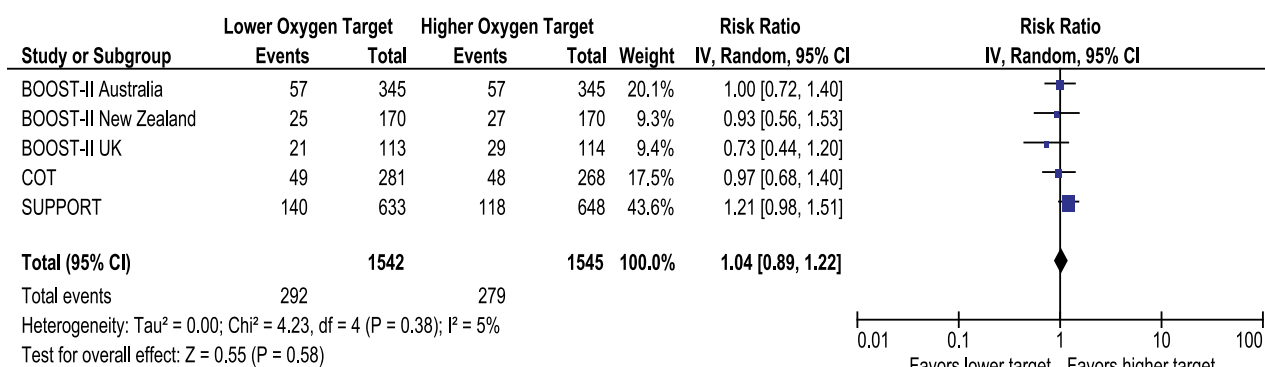 Lower Oxygen Target Higher Oxygen Target Risk Ratio Risk Ratio
Study or Subgroup Events Total Events Total Weight IV, Random, 95% CI IV, Random, 95% CI
BOOST-II Australia 57 345 57 345 20.1% 1.00 [0.72, 1.40]
BOOST-II New Zealand 25 170 27 170 9.3% 0.93 [0.56, 1.53]
BOOST-II UK 21 113 29 114 9.4% 0.73 [0.44, 1.20]
COT 49 281 48 268 17.5% 0.97 [0.68, 1.40]
SUPPORT 140 633 118 648 43.6% 1.21 [0.98, 1.51]
Total (95% CI) 1542 1545 100.0% 1.04 [0.89, 1.22]
Total events 292 279
Heterogeneity: Tau² = 0.00; Chi² = 4.23, df = 4 (P = 0.38); I² = 5%
Test for overall effect: Z = 0.55 (P = 0.58)
0.01 0.1 1 10 100
Favors lower target Favors higher target